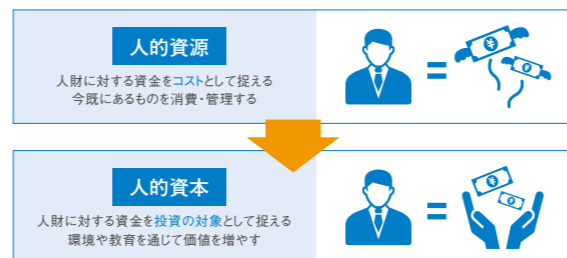 人的資源
人財に対する資金をコストとして捉える
今既にあるものを消費・管理する
¥
¥
人的資本
人財に対する資金を投資の対象として捉える
環境や教育を通じて価値を増やす
¥
¥